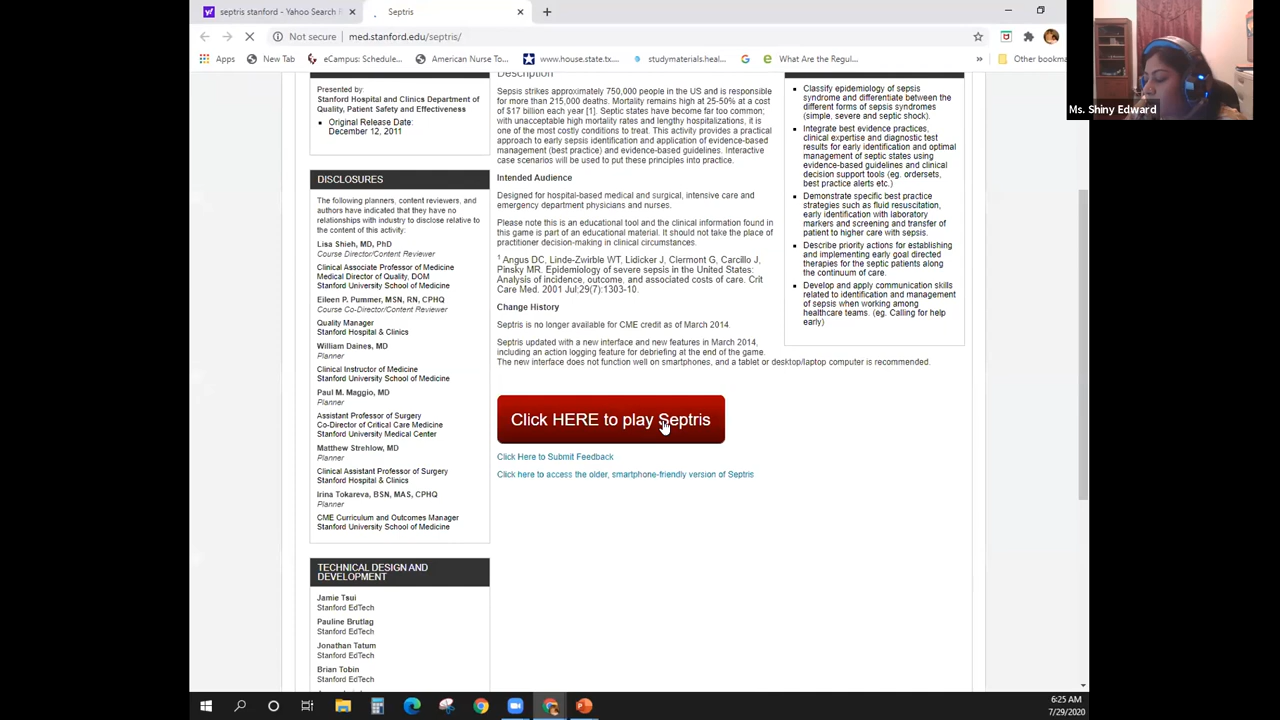 septris stanford - Yahoo Search R
Septris
Not secure
med.stanford.edu/septris/
Apps
New Tab
eCampus: Schedule...
American Nurse To...
www.house.state.tx....
studymaterials.heal...
What Are the Regul...
Other bookma
Ms. Shiny Edward
Presented by:
Stanford Hospital and Clinics Department of
Quality, Patient Safety and Effectiveness
Original Release Date:
December 12, 2011
DISCLOSURES
The following planners, content reviewers, and
authors have indicated that they have no
relationships with industry to disclose relative to
the content of this activity:
Lisa Shieh, MD, PhD
Course Director/Content Reviewer
Clinical Associate Professor of Medicine
Medical Director of Quality, DOM
Stanford University School of Medicine
Eileen P. Pummer, MSN, RN, CPHQ
Course Co-Director/Content Reviewer
Quality Manager
Stanford Hospital & Clinics
William Daines, MD
Planner
Clinical Instructor of Medicine
Stanford University School of Medicine
Paul M. Maggio, MD
Planner
Assistant Professor of Surgery
Co-Director of Critical Care Medicine
Stanford University Medical Center
Matthew Strehlow, MD
Planner
Clinical Assistant Professor of Surgery
Stanford Hospital & Clinics
Irina Tokareva, BSN, MAS, CPHQ
Planner
CME Curriculum and Outcomes Manager
Stanford University School of Medicine
TECHNICAL DESIGN AND
DEVELOPMENT
Jamie Tsui
Stanford EdTech
Pauline Brutlag
Stanford EdTech
Jonathan Tatum
Stanford EdTech
Brian Tobin
Stanford EdTech
Description
Sepsis strikes approximately 750,000 people in the US and is responsible
for more than 215,000 deaths. Mortality remains high at 25-50% at a cost
of $17 billion each year [1]. Septic states have become far too common;
with unacceptable high mortality rates and lengthy hospitalizations, it is
one of the most costly conditions to treat. This activity provides a practical
approach to early sepsis identification and application of evidence-based
management (best practice) and evidence-based guidelines. Interactive
case scenarios will be used to put these principles into practice.
Intended Audience
Designed for hospital-based medical and surgical, intensive care and
emergency department physicians and nurses.
Please note this is an educational tool and the clinical information found in
this game is part of an educational material. It should not take the place of
practitioner decision-making in clinical circumstances.
1 Angus DC, Linde-Zwirble WT, Lidicker J, Clermont G, Carcillo J,
Pinsky MR. Epidemiology of severe sepsis in the United States:
Analysis of incidence, outcome, and associated costs of care. Crit
Care Med. 2001 Jul;29(7):1303-10.
Change History
Septris is no longer available for CME credit as of March 2014.
Septris updated with a new interface and new features in March 2014,
including an action logging feature for debriefing at the end of the game.
The new interface does not function well on smartphones, and a tablet or desktop/laptop computer is recommended.
Click HERE to play Septris
Click Here to Submit Feedback
Click here to access the older, smartphone-friendly version of Septris
Classify epidemiology of sepsis
syndrome and differentiate between the
different forms of sepsis syndromes
(simple, severe and septic shock).
Integrate best evidence practices,
clinical expertise and diagnostic test
results for early identification and optimal
management of septic states using
evidence-based guidelines and clinical
decision support tools (eg. ordersets,
best practice alerts etc.)
Demonstrate specific best practice
strategies such as fluid resuscitation,
early identification with laboratory
markers and screening and transfer of
patient to higher care with sepsis.
Describe priority actions for establishing
and implementing early goal directed
therapies for the septic patients along
the continuum of care.
Develop and apply communication skills
related to identification and management
of sepsis when working among
healthcare teams. (eg. Calling for help
early)
6:25 AM
7/29/2020